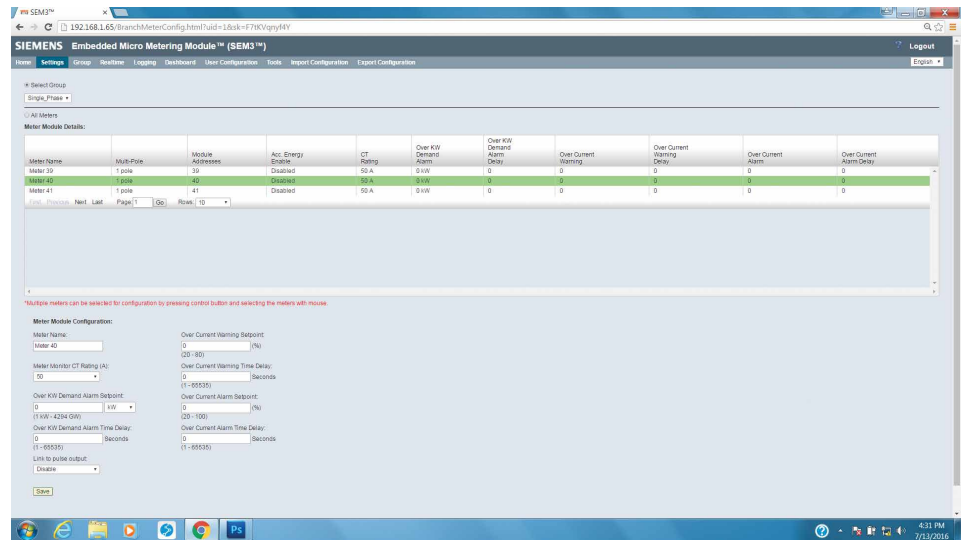 SEM3™
192.168.1.65/BranchMeterConfig.html?uid=1&sk=F7tKVqnyf4Y
SIEMENS Embedded Micro Metering Module™ (SEM3™)
? Logout
Home Settings Group Realtime Logging Dashboard User Configuration Tools Import Configuration Export Configuration
English
Select Group
Single_Phase
All Meters
Meter Module Details:
Meter Name Multi-Pole Module Addresses Acc. Energy Enable CT Rating Over KW Demand Alarm Over KW Demand Alarm Delay Over Current Warning Over Current Warning Delay Over Current Alarm Over Current Alarm Delay
Meter 39 1 pole 39 Disabled 50 A 0 kW 0 0 0 0 0
Meter 40 1 pole 40 Disabled 50 A 0 kW 0 0 0 0 0
Meter 41 1 pole 41 Disabled 50 A 0 kW 0 0 0 0 0
First Previous Next Last Page: 1 Go Rows: 10
*Multiple meters can be selected for configuration by pressing control button and selecting the meters with mouse.
Meter Module Configuration:
Meter Name:
Meter 40
Over Current Warning Setpoint:
0 (%)
(20 - 80)
Meter Monitor CT Rating (A):
50
Over Current Warning Time Delay:
0 Seconds
(1 - 65535)
Over KW Demand Alarm Setpoint:
0 kW
(1 kW - 4294 GW)
Over Current Alarm Setpoint:
0 (%)
(20 - 100)
Over KW Demand Alarm Time Delay:
0 Seconds
(1 - 65535)
Over Current Alarm Time Delay:
0 Seconds
(1 - 65535)
Link to pulse output:
Disable
Save
Ps
4:31 PM
7/13/2016